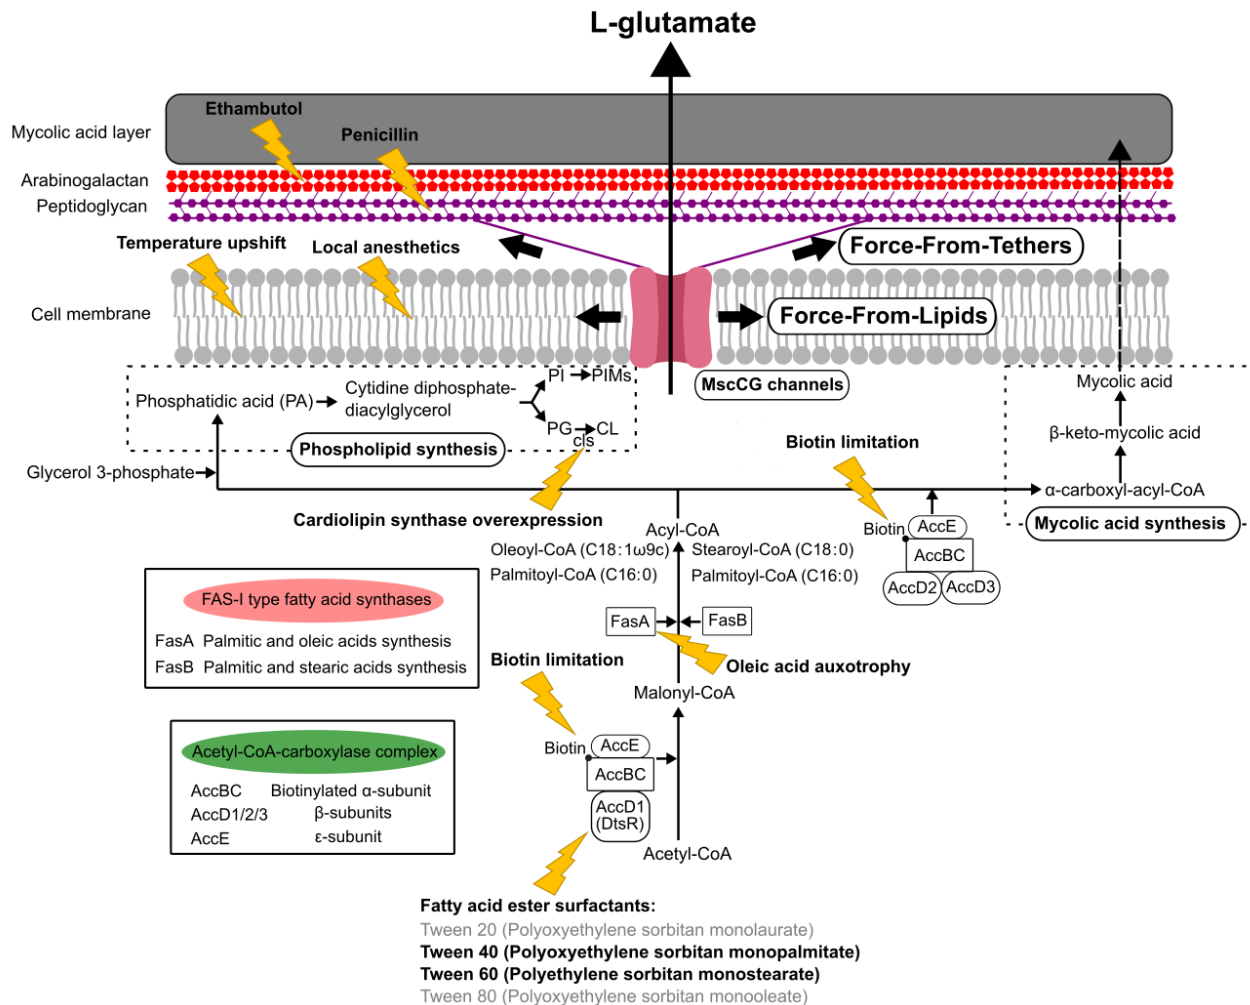 L-glutamate
Ethambutol
Mycolic acid layer
Penicillin
Arabinogalactan
Peptidoglycan
Temperature upshift
Local anesthetics
Force-From-Tethers
Cell membrane
Force-From-Lipids
MscCG channels
PI
PIMs
Phosphatidic acid (PA)
Cytidine diphosphate-
diacylglycerol
PG
CL
cls
Phospholipid synthesis
Glycerol 3-phosphate
Cardiolipin synthase overexpression
Mycolic acid
β-keto-mycolic acid
Biotin limitation
α-carboxyl-acyl-CoA
Mycolic acid synthesis
Biotin
AccE
AccBC
AccD2
AccD3
Acyl-CoA
Oleoyl-CoA (C18:1ω9c)
Stearoyl-CoA (C18:0)
Palmitoyl-CoA (C16:0)
Palmitoyl-CoA (C16:0)
FAS-I type fatty acid synthases
FasA Palmitic and oleic acids synthesis
FasB Palmitic and stearic acids synthesis
FasA
FasB
Biotin limitation
Oleic acid auxotrophy
Malonyl-CoA
Acetyl-CoA-carboxylase complex
AccBC Biotinylated α-subunit
AccD1/2/3 β-subunits
AccE ε-subunit
Biotin
AccE
AccBC
AccD1
(DtsR)
Acetyl-CoA
Fatty acid ester surfactants:
Tween 20 (Polyoxyethylene sorbitan monolaurate)
Tween 40 (Polyoxyethylene sorbitan monopalmitate)
Tween 60 (Polyethylene sorbitan monostearate)
Tween 80 (Polyoxyethylene sorbitan monooleate)